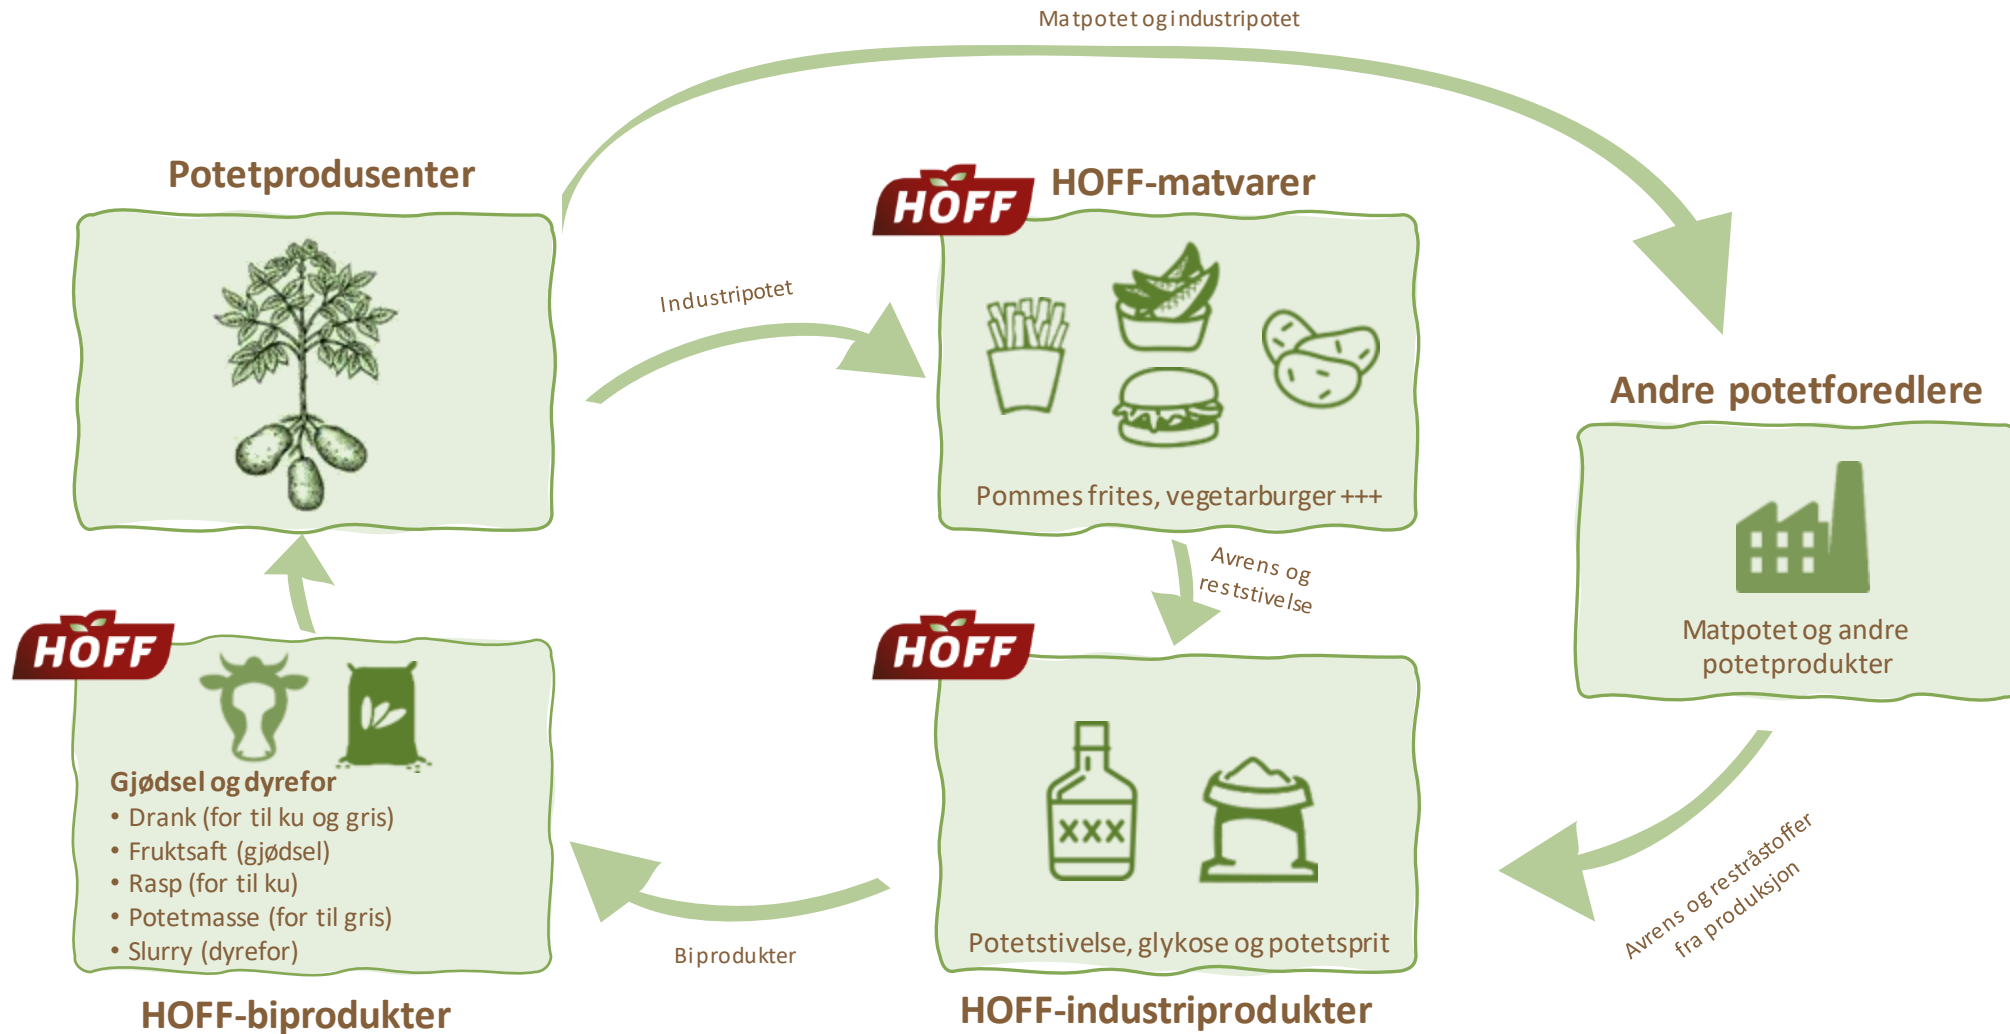 Matpotet og industripotet
Potetprodusenter
HOFF
HOFF-matvarer
Industripotet
Pommes frites, vegetarburger +++
Andre potetforedlere
Matpotet og andre
potetprodukter
Avrens og
reststivelse
HOFF
Gjødsel og dyrefor
• Drank (for til ku og gris)
• Fruktsaft (gjødsel)
• Rasp (for til ku)
• Potetmasse (for til gris)
• Slurry (dyrefor)
HOFF-biprodukter
Biprodukter
HOFF
XXX
Potetstivelse, glykose og potetsprit
HOFF-industriprodukter
Avrens og restråstoffer
fra produksjon